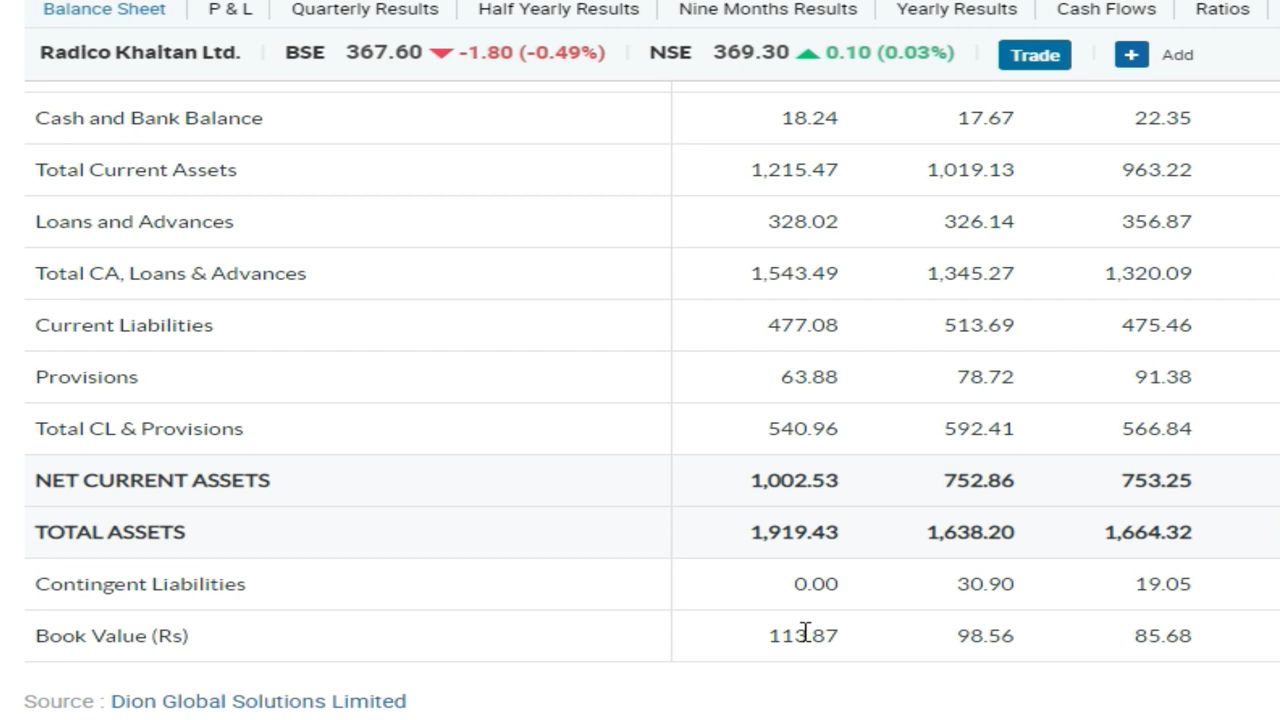 Balance Sheet P & L Quarterly Results Half Yearly Results Nine Months Results Yearly Results Cash Flows Ratios
Radico Khaitan Ltd. BSE 367.60 -1.80 (-0.49%) NSE 369.30 0.10 (0.03%) Trade + Add
Cash and Bank Balance 18.24 17.67 22.35
Total Current Assets 1,215.47 1,019.13 963.22
Loans and Advances 328.02 326.14 356.87
Total CA, Loans & Advances 1,543.49 1,345.27 1,320.09
Current Liabilities 477.08 513.69 475.46
Provisions 63.88 78.72 91.38
Total CL & Provisions 540.96 592.41 566.84
NET CURRENT ASSETS 1,002.53 752.86 753.25
TOTAL ASSETS 1,919.43 1,638.20 1,664.32
Contingent Liabilities 0.00 30.90 19.05
Book Value (Rs) 113.87 98.56 85.68
Source : Dion Global Solutions Limited